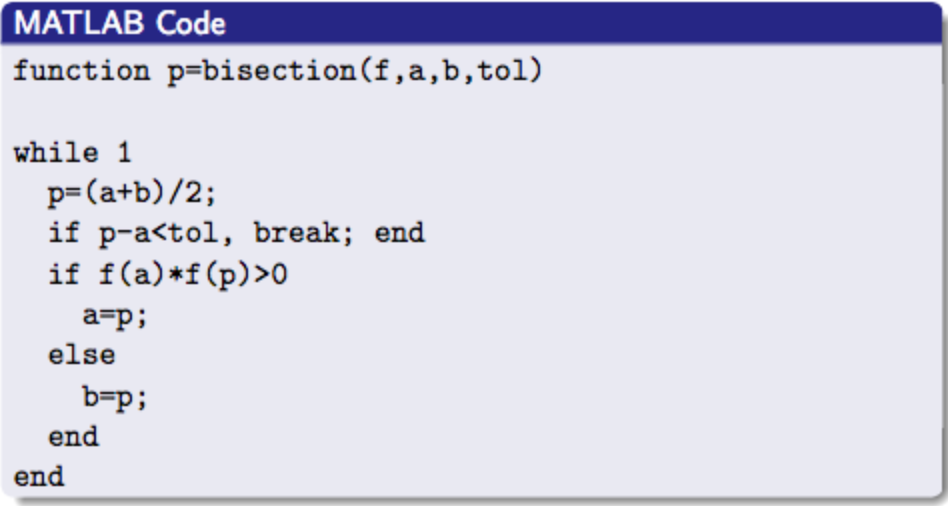 MATLAB Code
function p=bisection(f,a,b,tol)
while 1
  p=(a+b)/2;
  if p-a<tol, break; end
  if f(a)*f(p)>0
    a=p;
  else
    b=p;
  end
end